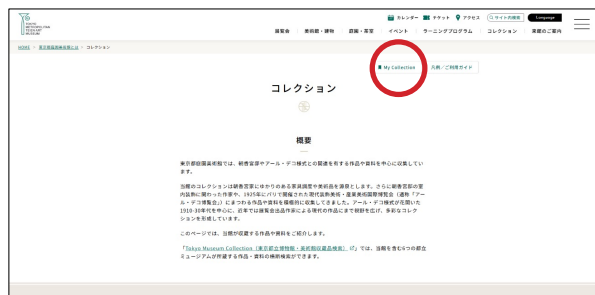 TOKYO
METROPOLITAN
TEIEN ART
MUSEUM
カレンダー チケット アクセス サイト内検索 Language
展覧会 美術館・建物 庭園・茶室 イベント ラーニングプログラム コレクション 来館のご案内
HOME > 東京都庭園美術館とは > コレクション
My Collection 凡例／ご利用ガイド
コレクション
概要
東京都庭園美術館では、朝香宮家やアール・デコ様式との関連を有する作品や資料を中心に収集してい
ます。
当館のコレクションは朝香宮家にゆかりのある家具調度や美術品を源泉とします。さらに朝香宮邸の室
内装飾に関わった作家や、1925年にパリで開催された現代装飾美術・産業美術国際博覧会（通称「アー
ル・デコ博覧会」）にまつわる作品や資料を積極的に収集してきました。アール・デコ様式が花開いた
1910-30年代を中心に、近年では展覧会出品作家による現代の作品にまで視野を広げ、多彩なコレク
ションを形成しています。
このページでは、当館が収蔵する作品や資料をご紹介します。
「Tokyo Museum Collection（東京都立博物館・美術館収蔵品検索）」では、当館を含む6つの都立
ミュージアムが所蔵する作品・資料の横断検索ができます。